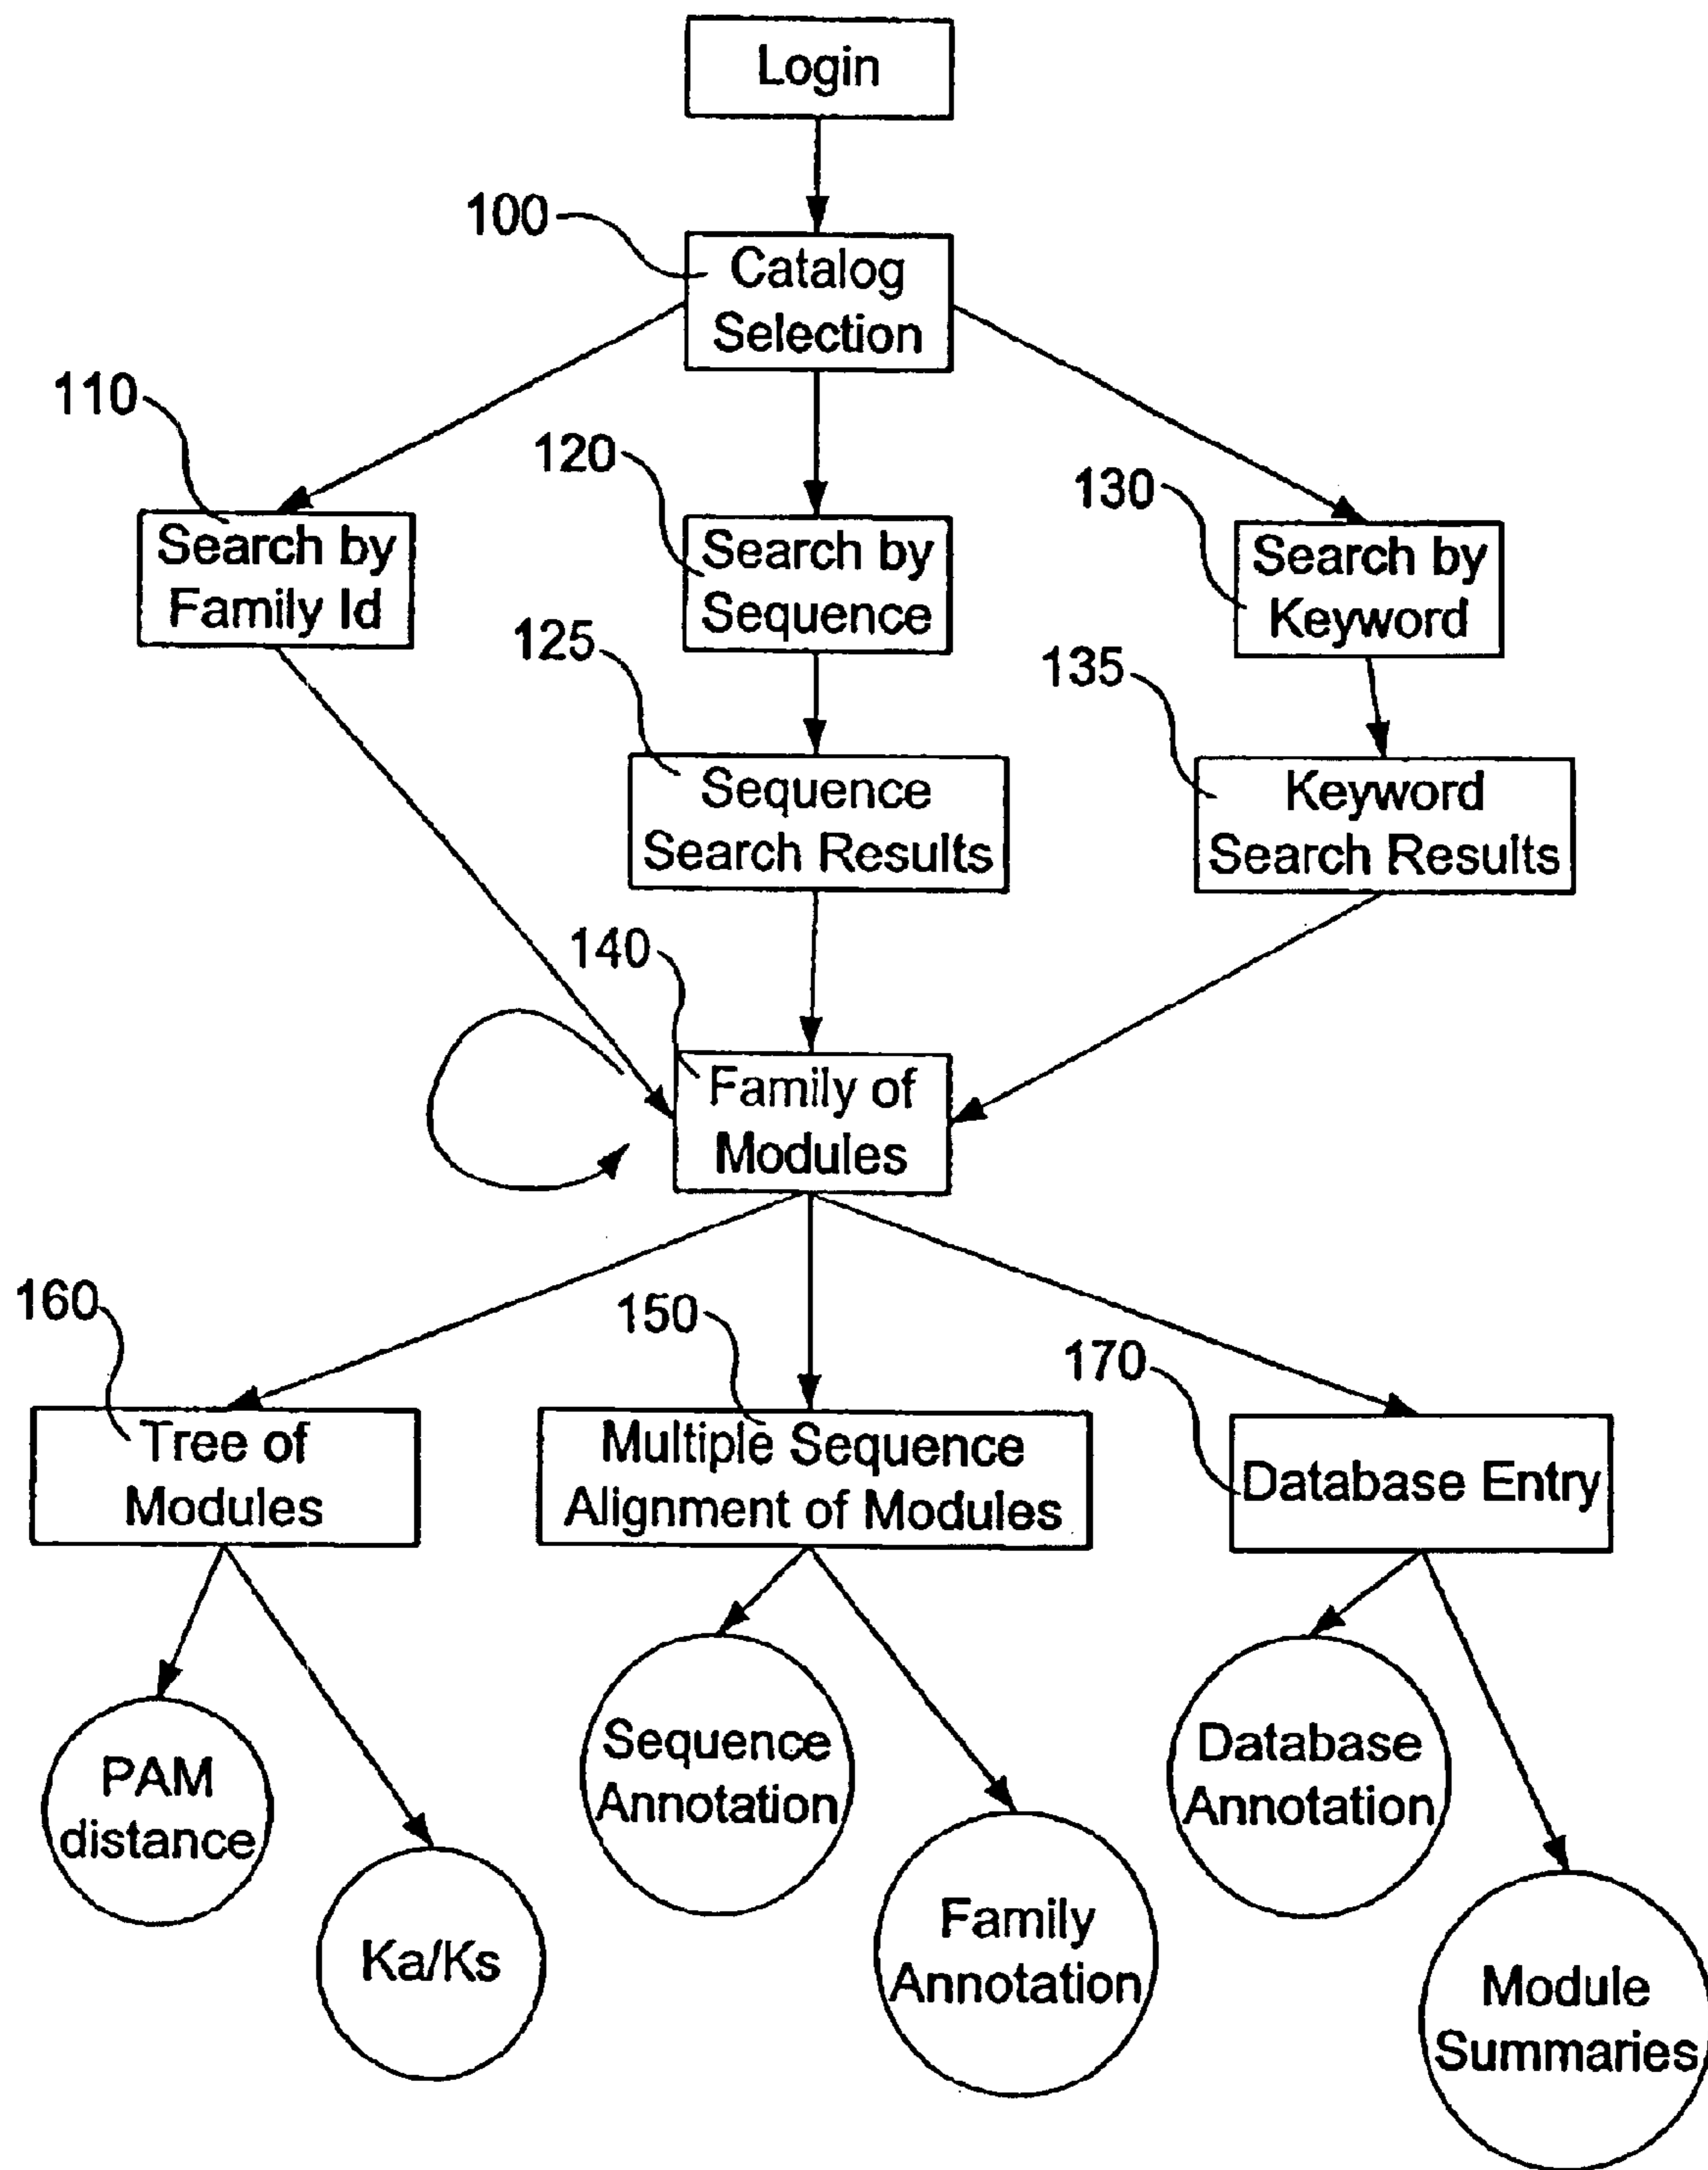 Login
100
Catalog
Selection
110
Search by
Family Id
120
Search by
Sequence
130
Search by
Keyword
125
Sequence
Search Results
135
Keyword
Search Results
140
Family of
Modules
160
Tree of
Modules
150
Multiple Sequence
Alignment of Modules
170
Database Entry
PAM
distance
Ka/Ks
Sequence
Annotation
Family
Annotation
Database
Annotation
Module
Summaries